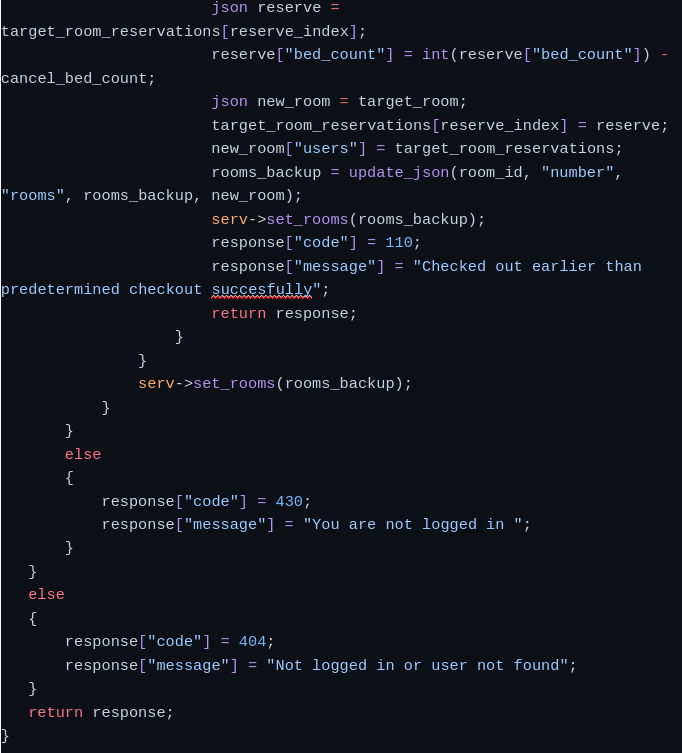 json reserve =
target_room_reservations[reserve_index];
reserve["bed_count"] = int(reserve["bed_count"]) -
cancel_bed_count;
json new_room = target_room;
target_room_reservations[reserve_index] = reserve;
new_room["users"] = target_room_reservations;
rooms_backup = update_json(room_id, "number",
"rooms", rooms_backup, new_room);
serv->set_rooms(rooms_backup);
response["code"] = 110;
response["message"] = "Checked out earlier than
predetermined checkout succesfully";
return response;
}
}
serv->set_rooms(rooms_backup);
}
}
else
{
response["code"] = 430;
response["message"] = "You are not logged in ";
}
}
else
{
response["code"] = 404;
response["message"] = "Not logged in or user not found";
}
return response;
}